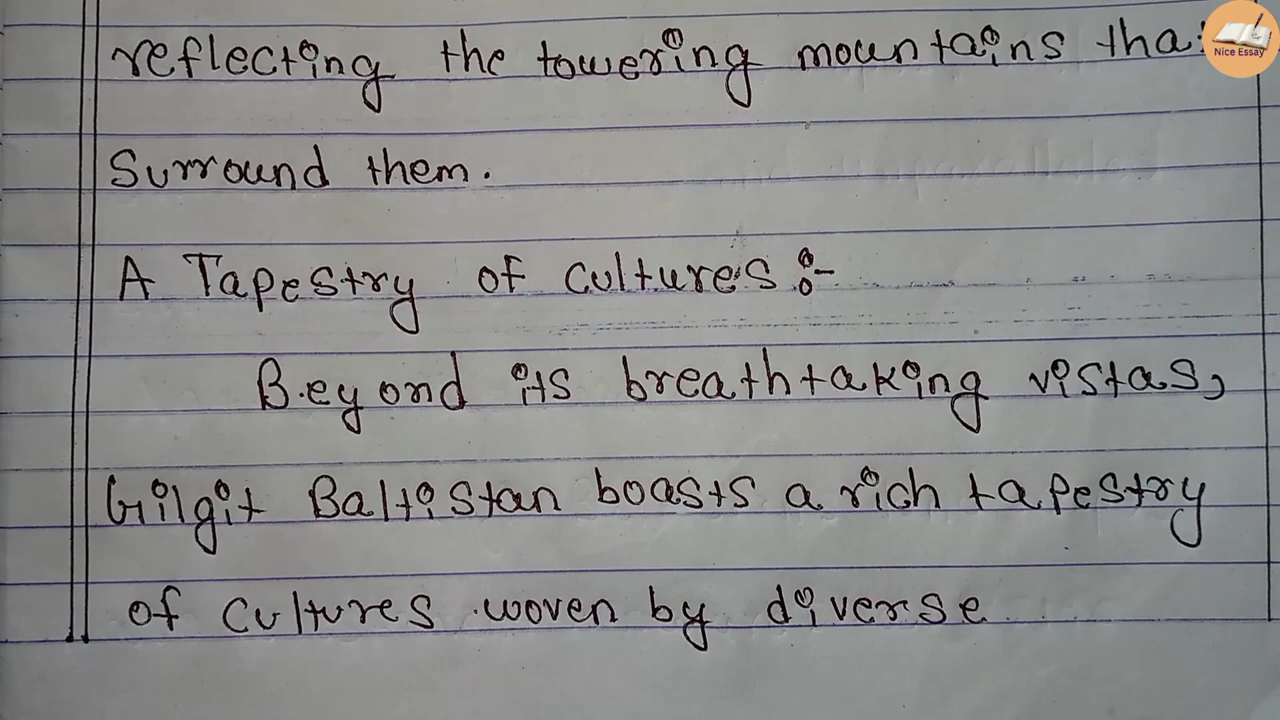 reflecting the towering mountains tha
Nice Essay
Surround them.
A Tapestry of cultures :-
Beyond its breathtaking vistas,
Gilgit Baltistan boasts a rich tapestry
of cultures woven by diverse